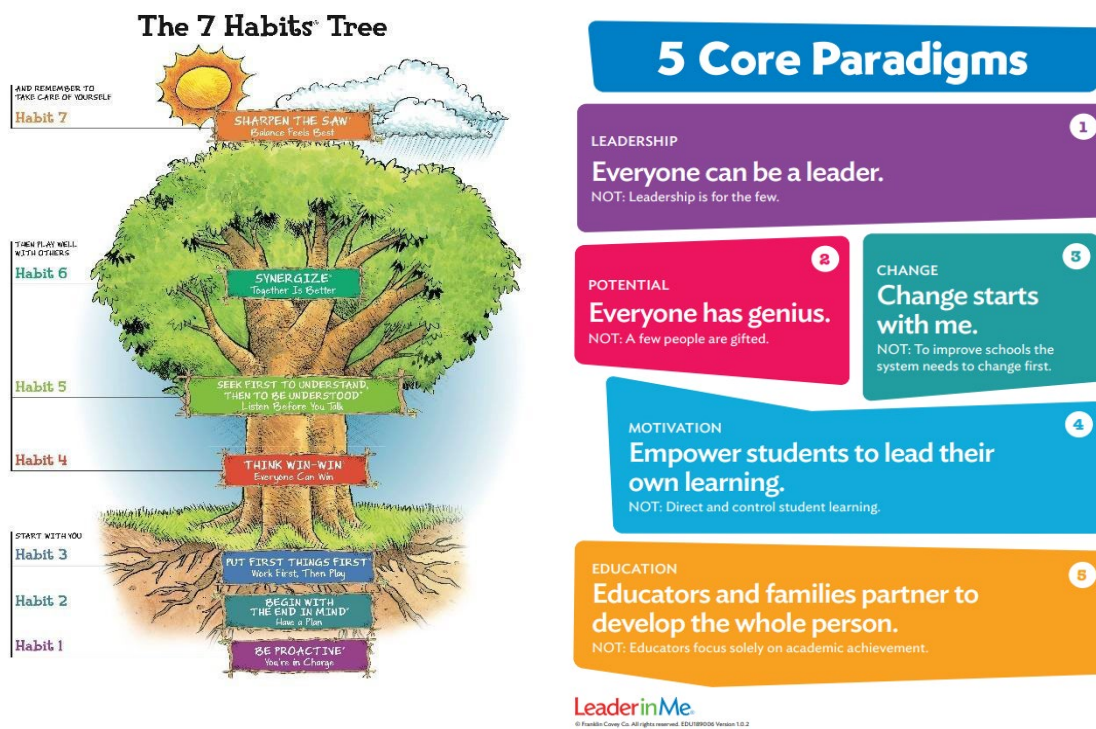 The 7 Habits® Tree
AND REMEMBER TO
TAKE CARE OF YOURSELF
Habit 7
SHARPEN THE SAW®
Balance Feels Best
THEN PLAY WELL
WITH OTHERS
Habit 6
SYNERGIZE®
Together Is Better
Habit 5
SEEK FIRST TO UNDERSTAND,
THEN TO BE UNDERSTOOD®
Listen Before You Talk
Habit 4
THINK WIN-WIN®
Everyone Can Win
START WITH YOU
Habit 3
PUT FIRST THINGS FIRST®
Work First, Then Play
Habit 2
BEGIN WITH
THE END IN MIND®
Have a Plan
Habit 1
BE PROACTIVE®
You're in Charge
5 Core Paradigms
1
LEADERSHIP
Everyone can be a leader.
NOT: Leadership is for the few.
2
POTENTIAL
Everyone has genius.
NOT: A few people are gifted.
3
CHANGE
Change starts
with me.
NOT: To improve schools the
system needs to change first.
4
MOTIVATION
Empower students to lead their
own learning.
NOT: Direct and control student learning.
5
EDUCATION
Educators and families partner to
develop the whole person.
NOT: Educators focus solely on academic achievement.
LeaderinMe®
© Franklin Covey Co. All rights reserved. EDU189006 Version 1.0.2